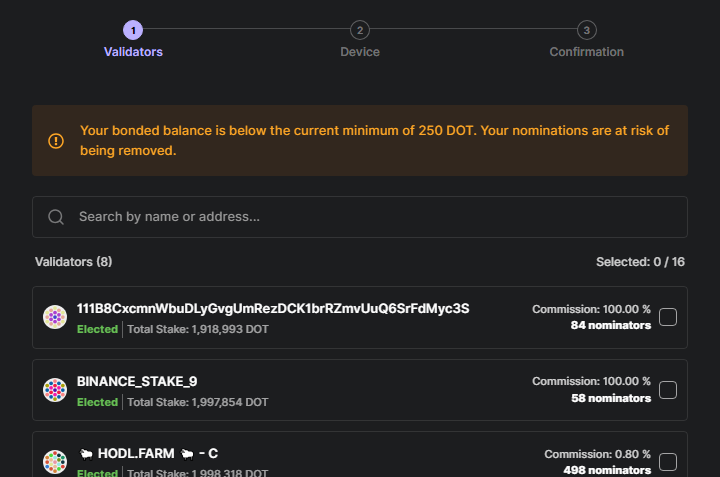 1 2 3
Validators Device Confirmation
Your bonded balance is below the current minimum of 250 DOT. Your nominations are at risk of
being removed.
Search by name or address...
Validators (8) Selected: 0 / 16
111B8CxcmnWbuDLyGvgUmRezDCK1brRZmvUuQ6SrFdMyc3S Commission: 100.00 %
Elected Total Stake: 1,918,993 DOT 84 nominators
BINANCE_STAKE_9 Commission: 100.00 %
Elected Total Stake: 1,997,854 DOT 58 nominators
🐑 HODL.FARM 🐑 - C Commission: 0.80 %
Elected Total Stake: 1,998,318 DOT 498 nominators